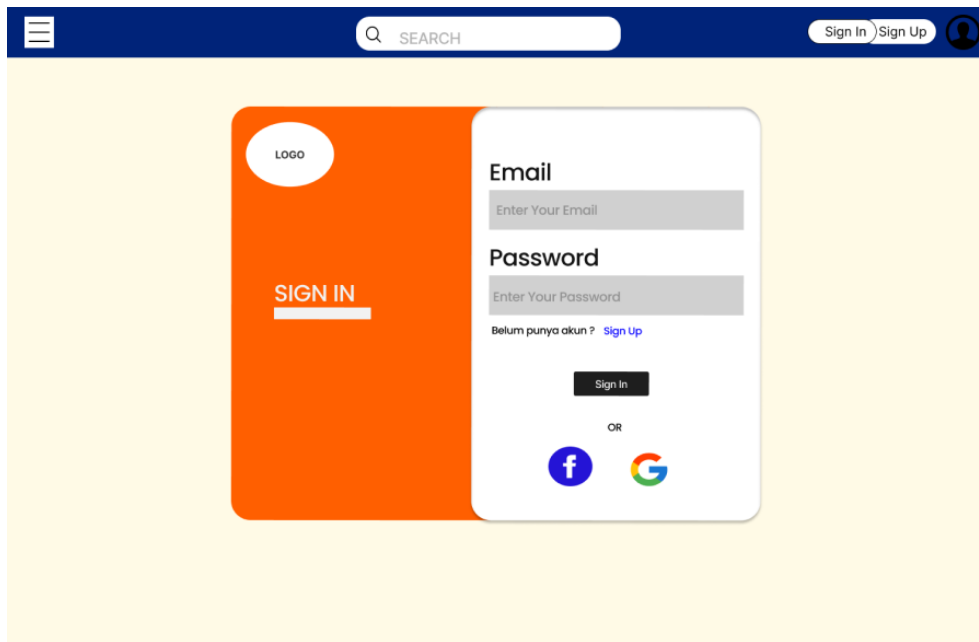 SEARCH
Sign In Sign Up
LOGO
SIGN IN
Email
Enter Your Email
Password
Enter Your Password
Belum punya akun ? Sign Up
Sign In
OR